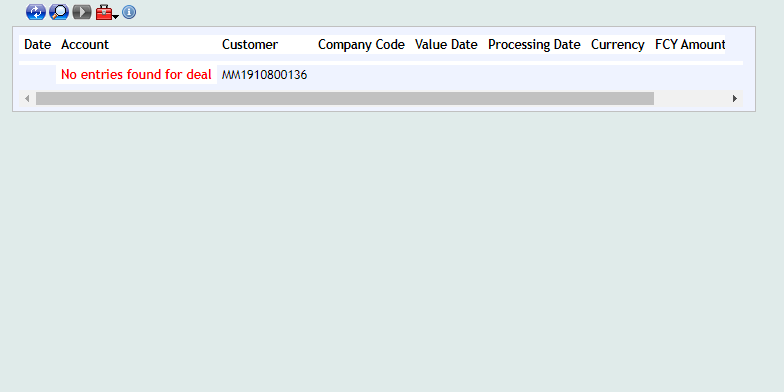 Date Account Customer Company Code Value Date Processing Date Currency FCY Amount
No entries found for deal MM1910800136